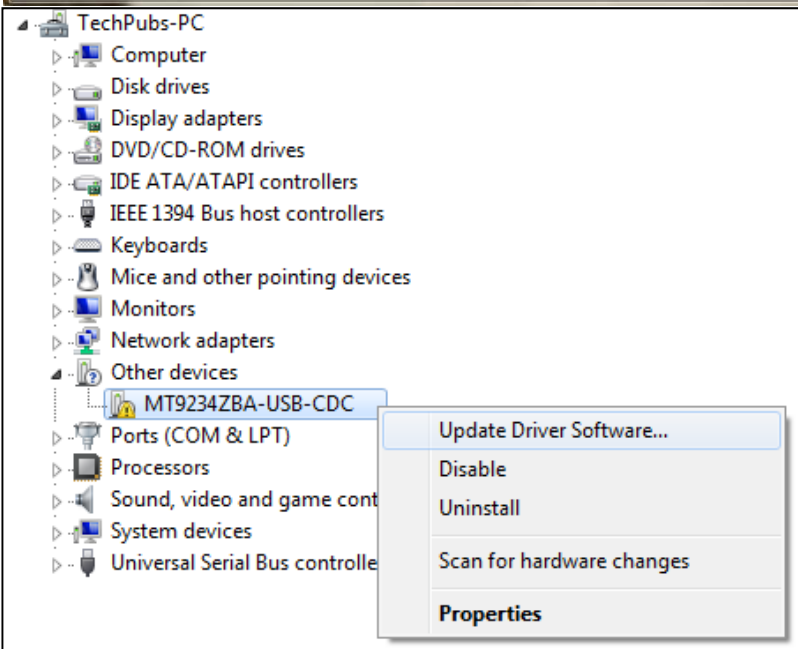 TechPubs-PC
Computer
Disk drives
Display adapters
DVD/CD-ROM drives
IDE ATA/ATAPI controllers
IEEE 1394 Bus host controllers
Keyboards
Mice and other pointing devices
Monitors
Network adapters
Other devices
MT9234ZBA-USB-CDC
Ports (COM & LPT)
Processors
Sound, video and game cont
System devices
Universal Serial Bus controlle
Update Driver Software...
Disable
Uninstall
Scan for hardware changes
Properties